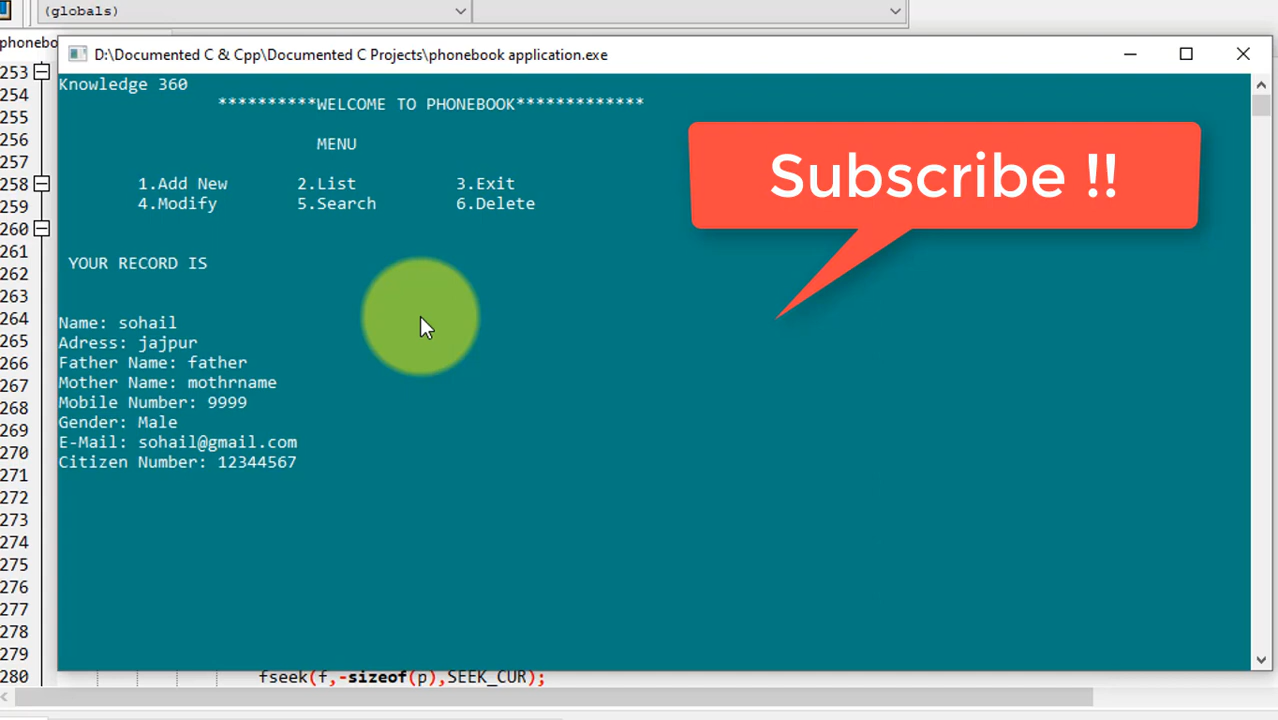 (globals)
phonebo
D:\Documented C & Cpp\Documented C Projects\phonebook application.exe
253
254
255
256
257
258
259
260
261
262
263
264
265
266
267
268
269
270
271
272
273
274
275
276
277
278
279
280
Knowledge 360
**********WELCOME TO PHONEBOOK*************
MENU
1.Add New 2.List 3.Exit
4.Modify 5.Search 6.Delete
YOUR RECORD IS
Name: sohail
Adress: jajpur
Father Name: father
Mother Name: mothrname
Mobile Number: 9999
Gender: Male
E-Mail: sohail@gmail.com
Citizen Number: 12344567
Subscribe !!
fseek(f,-sizeof(p),SEEK_CUR);